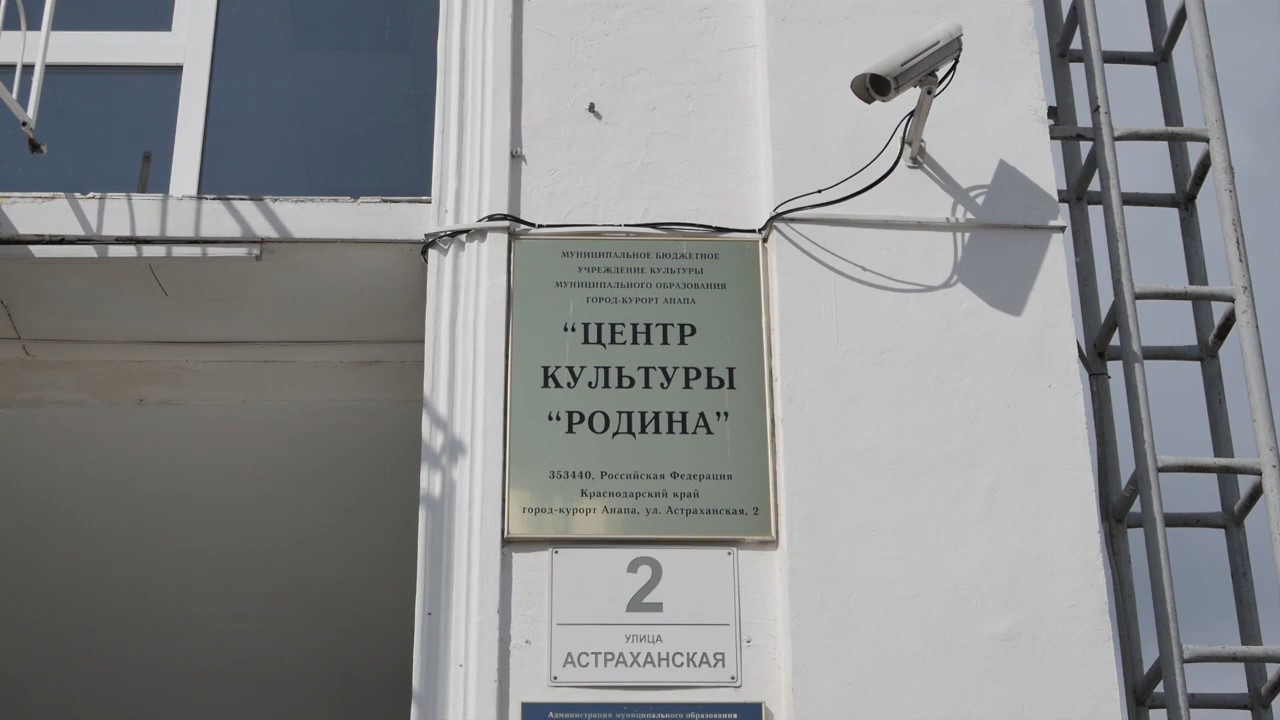 МУНИЦИПАЛЬНОЕ БЮДЖЕТНОЕ
УЧРЕЖДЕНИЕ КУЛЬТУРЫ
МУНИЦИПАЛЬНОГО ОБРАЗОВАНИЯ
ГОРОД-КУРОРТ АНАПА
“ЦЕНТР
КУЛЬТУРЫ
“РОДИНА”
353440, Российская Федерация
Краснодарский край
город-курорт Анапа, ул. Астраханская, 2
2
УЛИЦА
АСТРАХАНСКАЯ
Администрация муниципального образования